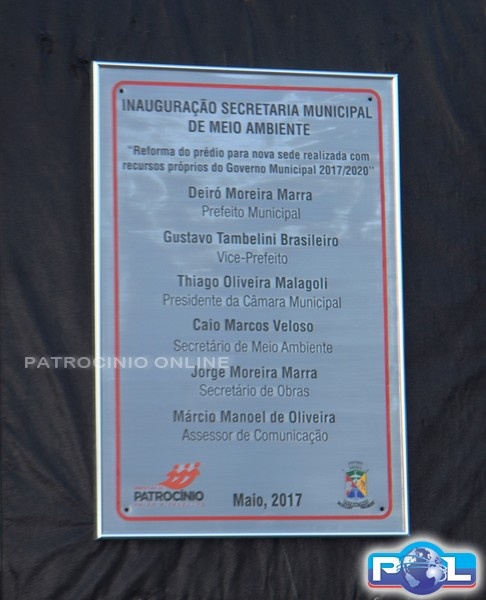 INAUGURAÇÃO SECRETARIA MUNICIPAL
DE MEIO AMBIENTE
"Reforma do prédio para nova sede realizada com
recursos próprios do Governo Municipal 2017/2020"
Deiró Moreira Marra
Prefeito Municipal
Gustavo Tambelini Brasileiro
Vice-Prefeito
Thiago Oliveira Malagoli
Presidente da Câmara Municipal
Caio Marcos Veloso
Secretário de Meio Ambiente
PATROCINIO ONLINE
Jorge Moreira Marra
Secretário de Obras
Márcio Manoel de Oliveira
Assessor de Comunicação
PATROCÍNIO
Maio, 2017
POL